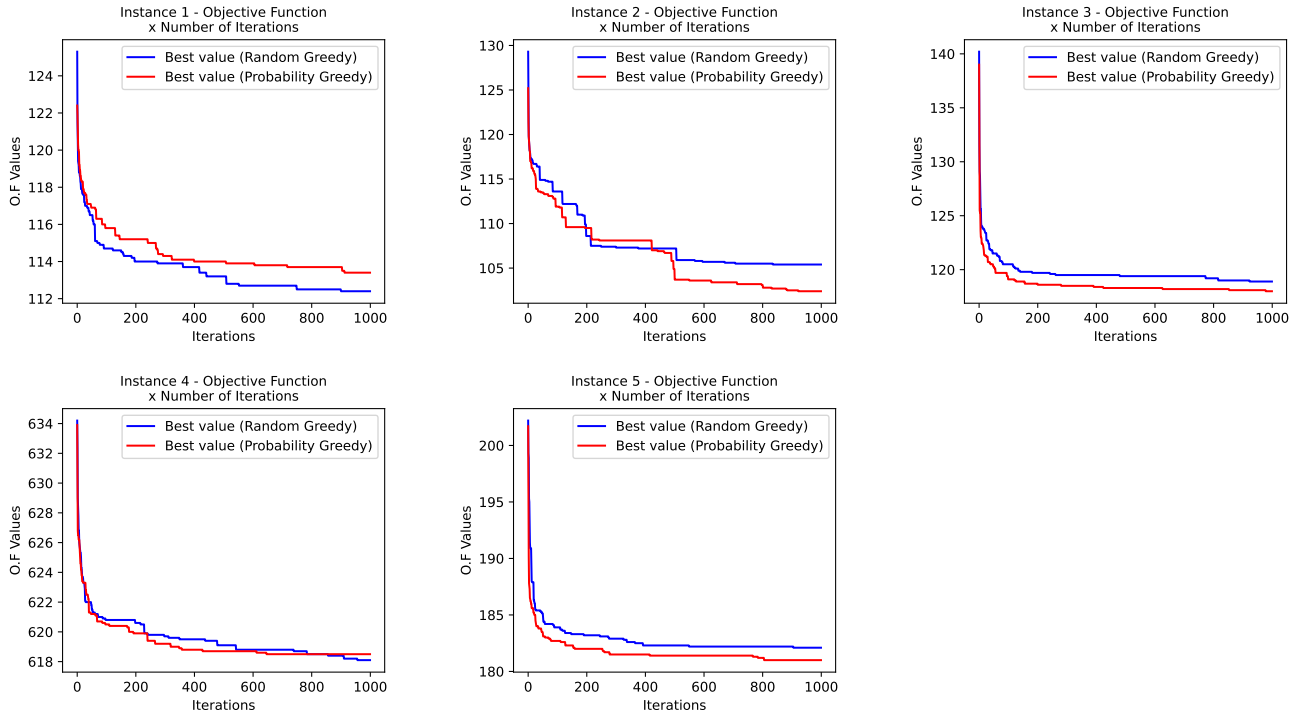 Instance 1 - Objective Function
x Number of Iterations
Best value (Random Greedy)
Best value (Probability Greedy)
O.F Values
124
122
120
118
116
114
112
0 200 400 600 800 1000
Iterations
Instance 2 - Objective Function
x Number of Iterations
Best value (Random Greedy)
Best value (Probability Greedy)
O.F Values
130
125
120
115
110
105
0 200 400 600 800 1000
Iterations
Instance 3 - Objective Function
x Number of Iterations
Best value (Random Greedy)
Best value (Probability Greedy)
O.F Values
140
135
130
125
120
0 200 400 600 800 1000
Iterations
Instance 4 - Objective Function
x Number of Iterations
Best value (Random Greedy)
Best value (Probability Greedy)
O.F Values
634
632
630
628
626
624
622
620
618
0 200 400 600 800 1000
Iterations
Instance 5 - Objective Function
x Number of Iterations
Best value (Random Greedy)
Best value (Probability Greedy)
O.F Values
200
195
190
185
180
0 200 400 600 800 1000
Iterations